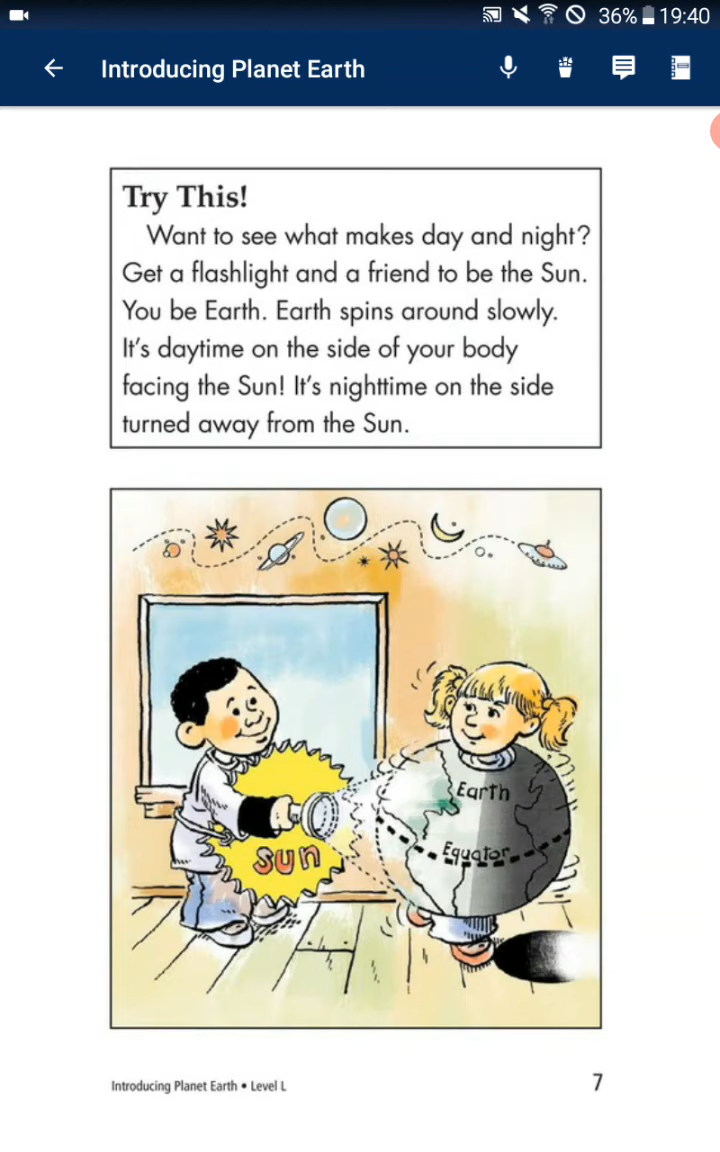 36% 19:40
Introducing Planet Earth
Try This!
Want to see what makes day and night?
Get a flashlight and a friend to be the Sun.
You be Earth. Earth spins around slowly.
It's daytime on the side of your body
facing the Sun! It's nighttime on the side
turned away from the Sun.
Earth
Equator
sun
Introducing Planet Earth • Level L
7